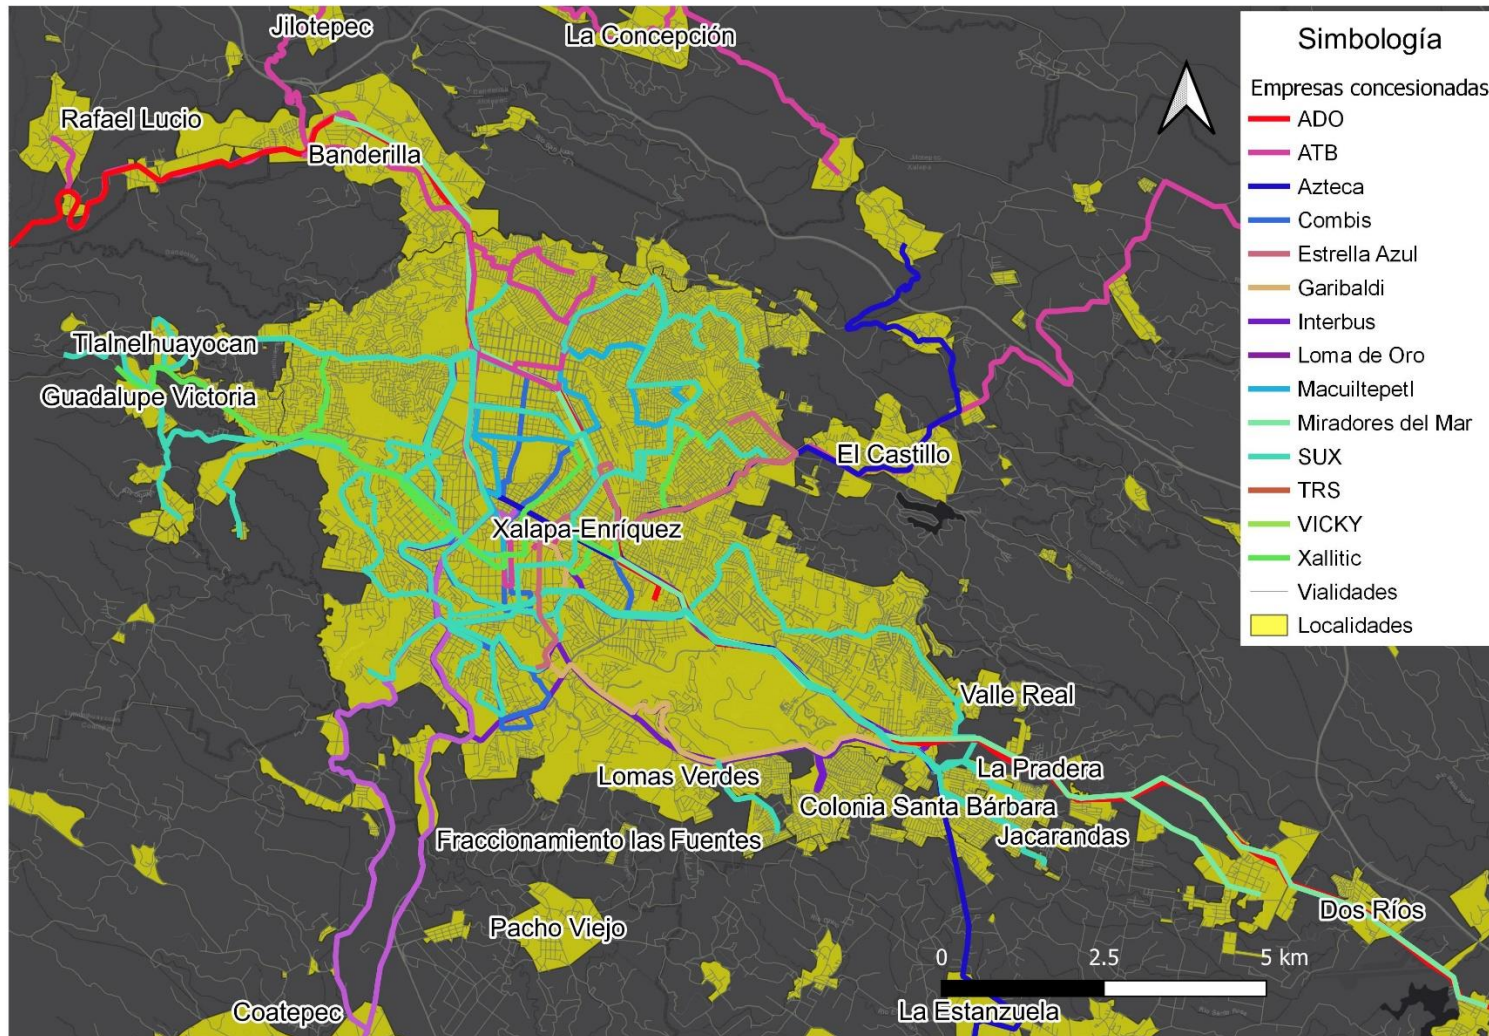 Jilotepec
La Concepción
Rafael Lucio
Banderilla
Tlalnelhuayocan
Guadalupe Victoria
El Castillo
Xalapa-Enríquez
Valle Real
La Pradera
Lomas Verdes
Colonia Santa Bárbara
Fraccionamiento las Fuentes
Jacarandas
Dos Ríos
Pacho Viejo
Coatepec
La Estanzuela
0 2.5 5 km
Simbología
Empresas concesionadas
ADO
ATB
Azteca
Combis
Estrella Azul
Garibaldi
Interbus
Loma de Oro
Macuiltepetl
Miradores del Mar
SUX
TRS
VICKY
Xallitic
Vialidades
Localidades